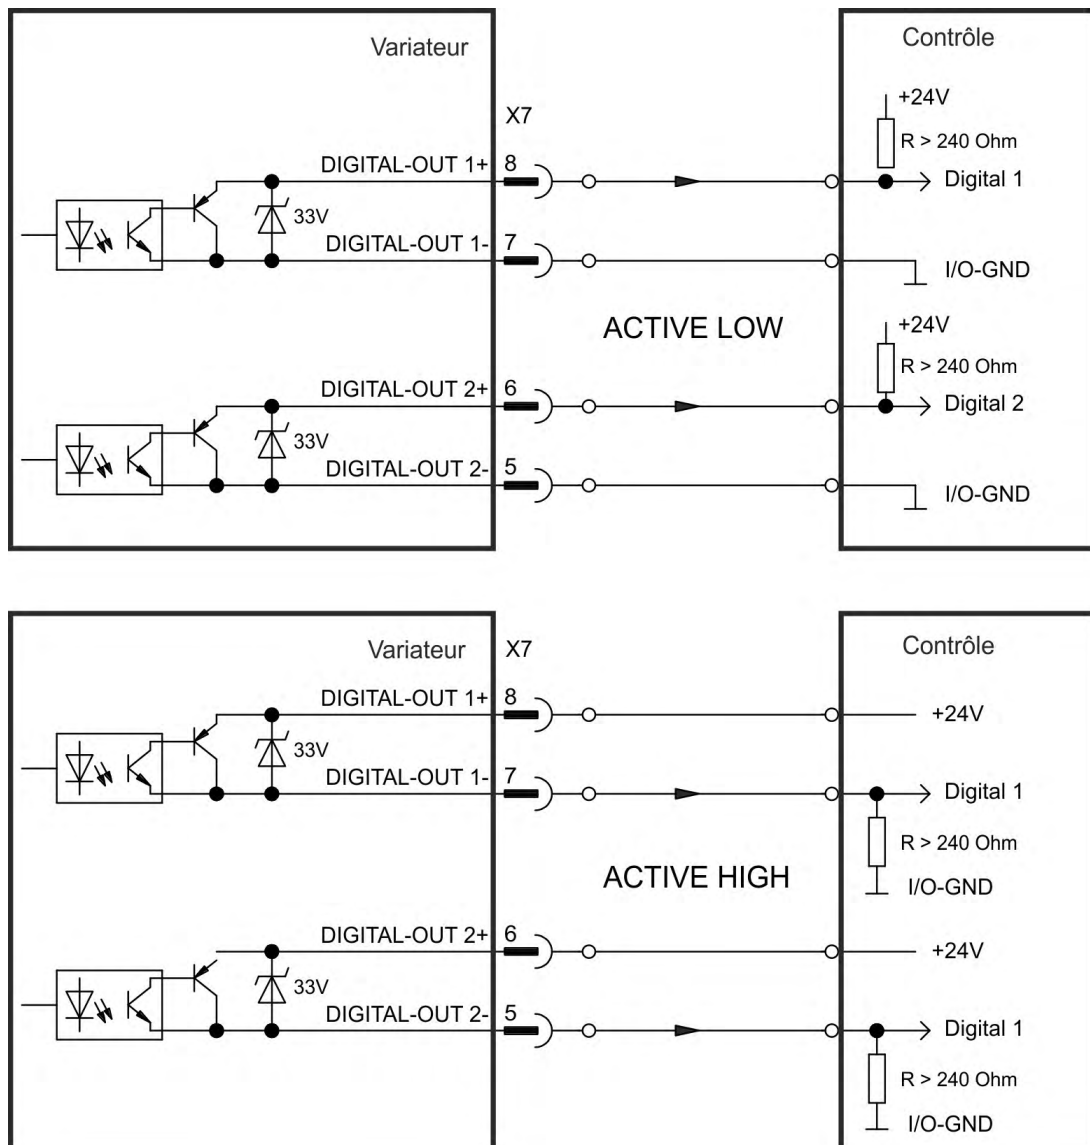 Variateur
Contrôle
X7
+24V
R > 240 Ohm
DIGITAL-OUT 1+
8
Digital 1
33V
DIGITAL-OUT 1-
7
I/O-GND
ACTIVE LOW
+24V
R > 240 Ohm
DIGITAL-OUT 2+
6
Digital 2
33V
DIGITAL-OUT 2-
5
I/O-GND
Variateur
X7
Contrôle
DIGITAL-OUT 1+
8
+24V
33V
DIGITAL-OUT 1-
7
Digital 1
R > 240 Ohm
ACTIVE HIGH
I/O-GND
DIGITAL-OUT 2+
6
+24V
33V
DIGITAL-OUT 2-
5
Digital 1
R > 240 Ohm
I/O-GND